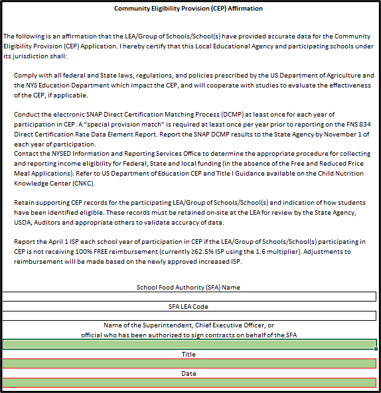 Community Eligibility Provision (CEP) Affirmation
The following is an affirmation that the LEA/Group of Schools/School(s) have provided accurate data for the Community
Eligibility Provision (CEP) Application. I hereby certify that this Local Educational Agency and participating schools under
its jurisdiction shall:
Comply with all federal and State laws, regulations, and policies prescribed by the US Department of Agriculture and
the NYS Education Department which impact the CEP, and will cooperate with studies to evaluate the effectiveness
of the CEP, if applicable.
Conduct the electronic SNAP Direct Certification Matching Process (DCMP) at least once for each year of
participation in CEP. A "special provision match" is required at least once per year prior to reporting on the FNS 834
Direct Certification Rate Data Element Report. Report the SNAP DCMP results to the State Agency by November 1 of
each year of participation.
Contact the NYSED Information and Reporting Services Office to determine the appropriate procedure for collecting
and reporting income eligibility for Federal, State and local funding (in the absence of the Free and Reduced Price
Meal Applications). Refer to US Department of Education CEP and Title I Guidance available on the Child Nutrition
Knowledge Center (CNKC).
Retain supporting CEP records for the participating LEA/Group of Schools/School(s) and indication of how students
have been identified eligible. These records must be retained on-site at the LEA for review by the State Agency,
USDA, Auditors and appropriate others to validate accuracy of data.
Report the April 1 ISP each school year of participation in CEP if the LEA/Group of Schools/School(s) participating in
CEP is not receiving 100% FREE reimbursement (currently ≥62.5% ISP using the 1.6 multiplier). Adjustments to
reimbursement will be made based on the newly approved increased ISP.
School Food Authority (SFA) Name
SFA LEA Code
Name of the Superintendent, Chief Executive Officer, or
official who has been authorized to sign contracts on behalf of the SFA
Title
Date